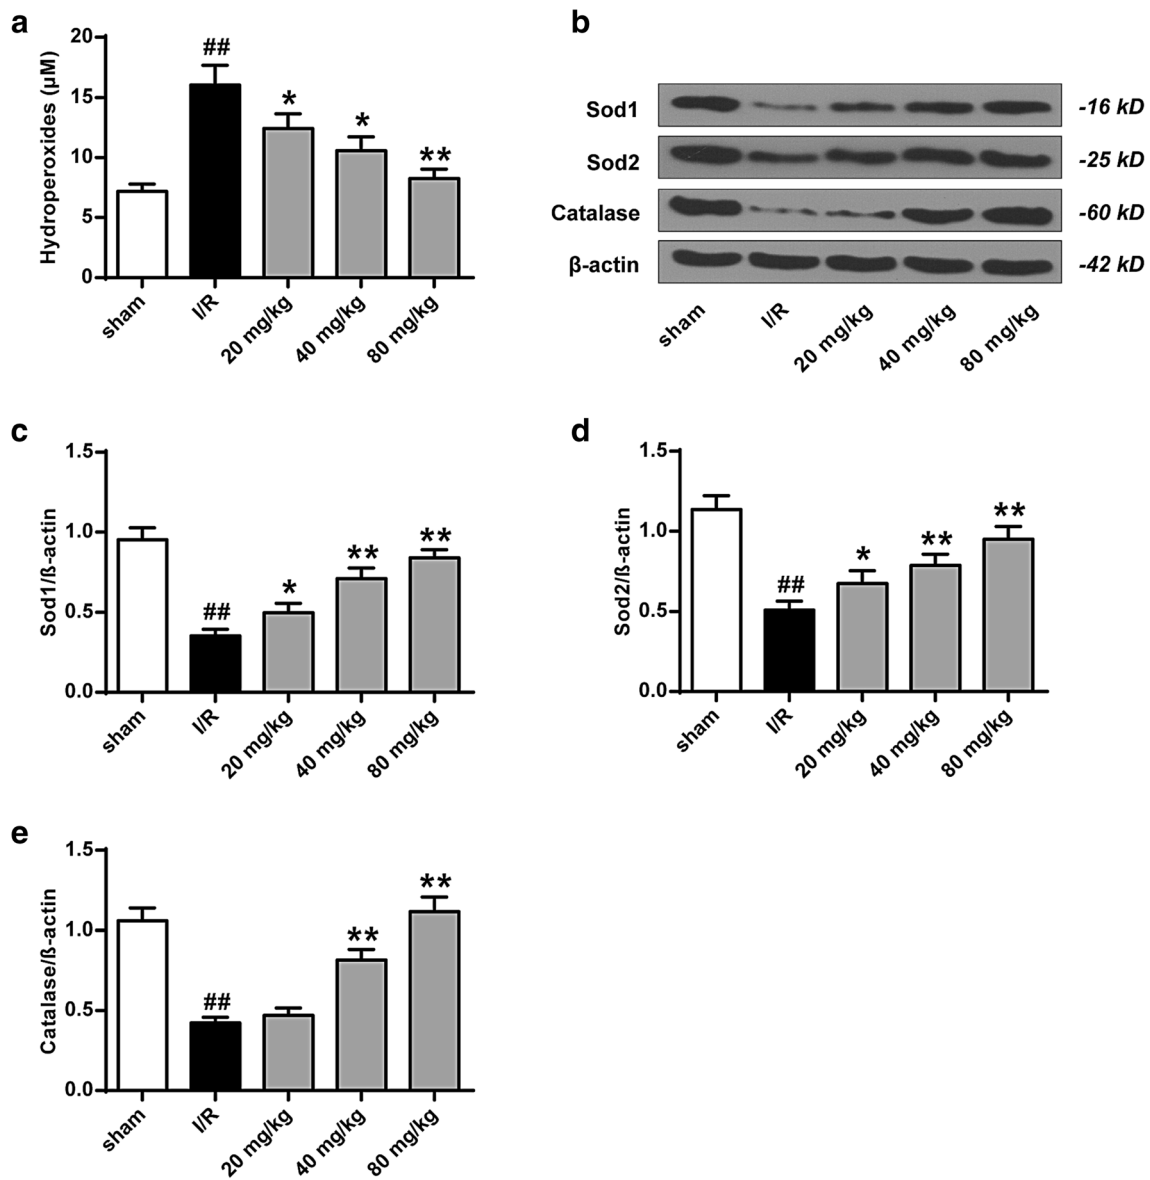 a
Hydroperoxides (μM)
20
15
10
5
0
##
*
*
**
sham
I/R
20 mg/kg
40 mg/kg
80 mg/kg
b
Sod1
-16 kD
Sod2
-25 kD
Catalase
-60 kD
β-actin
-42 kD
sham
I/R
20 mg/kg
40 mg/kg
80 mg/kg
c
Sod1/ß-actin
1.5
1.0
0.5
0.0
##
*
**
**
sham
I/R
20 mg/kg
40 mg/kg
80 mg/kg
d
Sod2/ß-actin
1.5
1.0
0.5
0.0
##
*
**
**
sham
I/R
20 mg/kg
40 mg/kg
80 mg/kg
e
Catalase/ß-actin
1.5
1.0
0.5
0.0
##
**
**
sham
I/R
20 mg/kg
40 mg/kg
80 mg/kg